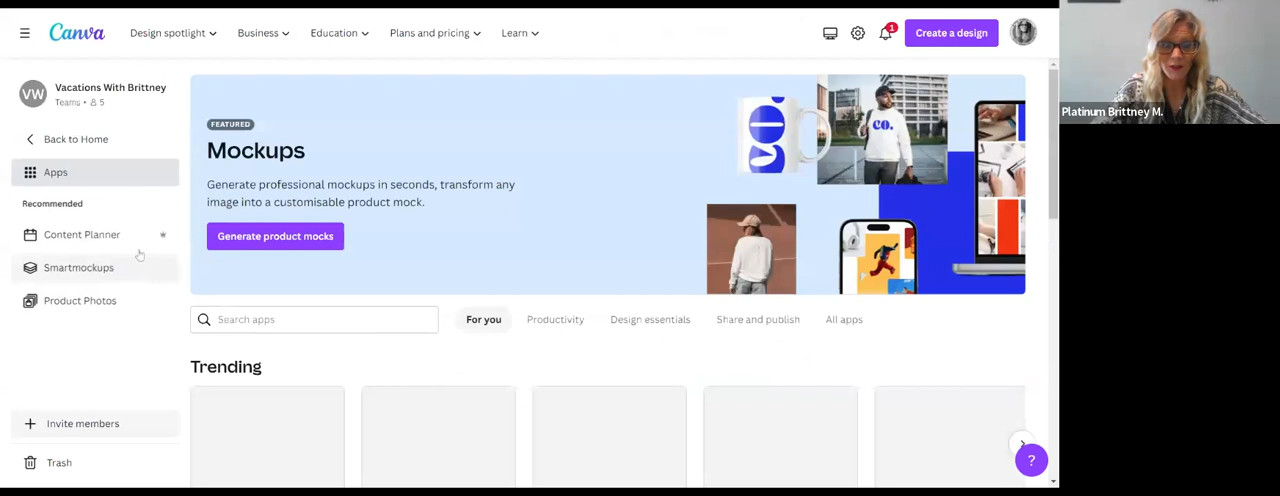 Canva
Design spotlight
Business
Education
Plans and pricing
Learn
1
Create a design
VW
Vacations With Brittney
Teams • 5
Back to Home
Apps
Recommended
Content Planner
Smartmockups
Product Photos
Invite members
Trash
FEATURED
Mockups
Generate professional mockups in seconds, transform any
image into a customisable product mock.
Generate product mocks
CO.
Search apps
For you
Productivity
Design essentials
Share and publish
All apps
Trending
?
Platinum Brittney M.